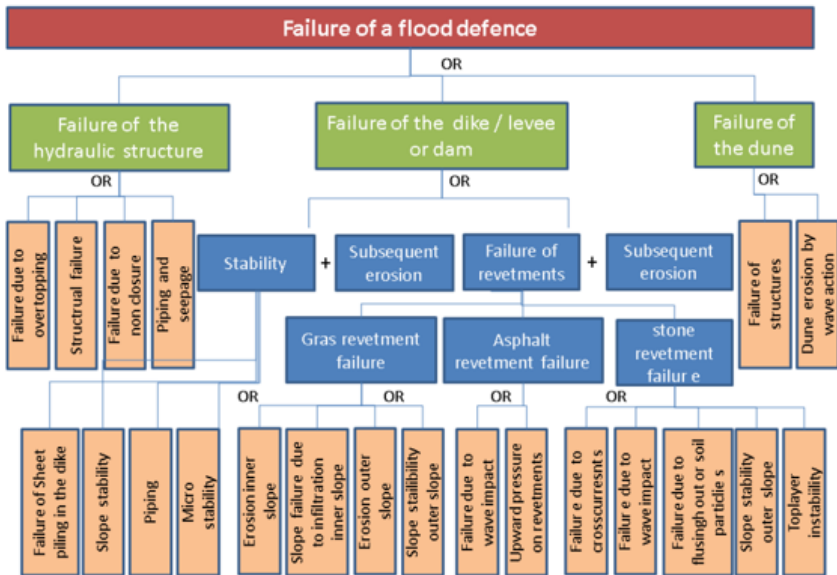 Failure of a flood defence
OR
Failure of the
hydraulic structure
Failure of the dike / levee
or dam
Failure of
the dune
OR
OR
OR
Failure due to
overtopping
Structrual failure
Failure due to
non closure
Piping and
seepage
Stability
+
Subsequent
erosion
Failure of
revetments
+
Subsequent
erosion
Failure of
structures
Dune erosion by
wave action
Gras revetment
failure
Asphalt
revetment failure
stone
revetment
failur e
OR
OR
OR
OR
OR
Failure of Sheet
piling in the dike
Slope stability
Piping
Micro
stability
Erosion inner
slope
Slope failure due
to infiltration
inner slope
Erosion outer
slope
Slope stailibility
outer slope
Failure due to
wave impact
Upward pressure
on revetments
Failur e due to
crosscurresnt s
Failur e due to
wave impact
Failure due to
flusingh out or soil
particlie s
Slope stability
outer slope
Toplayer
instability